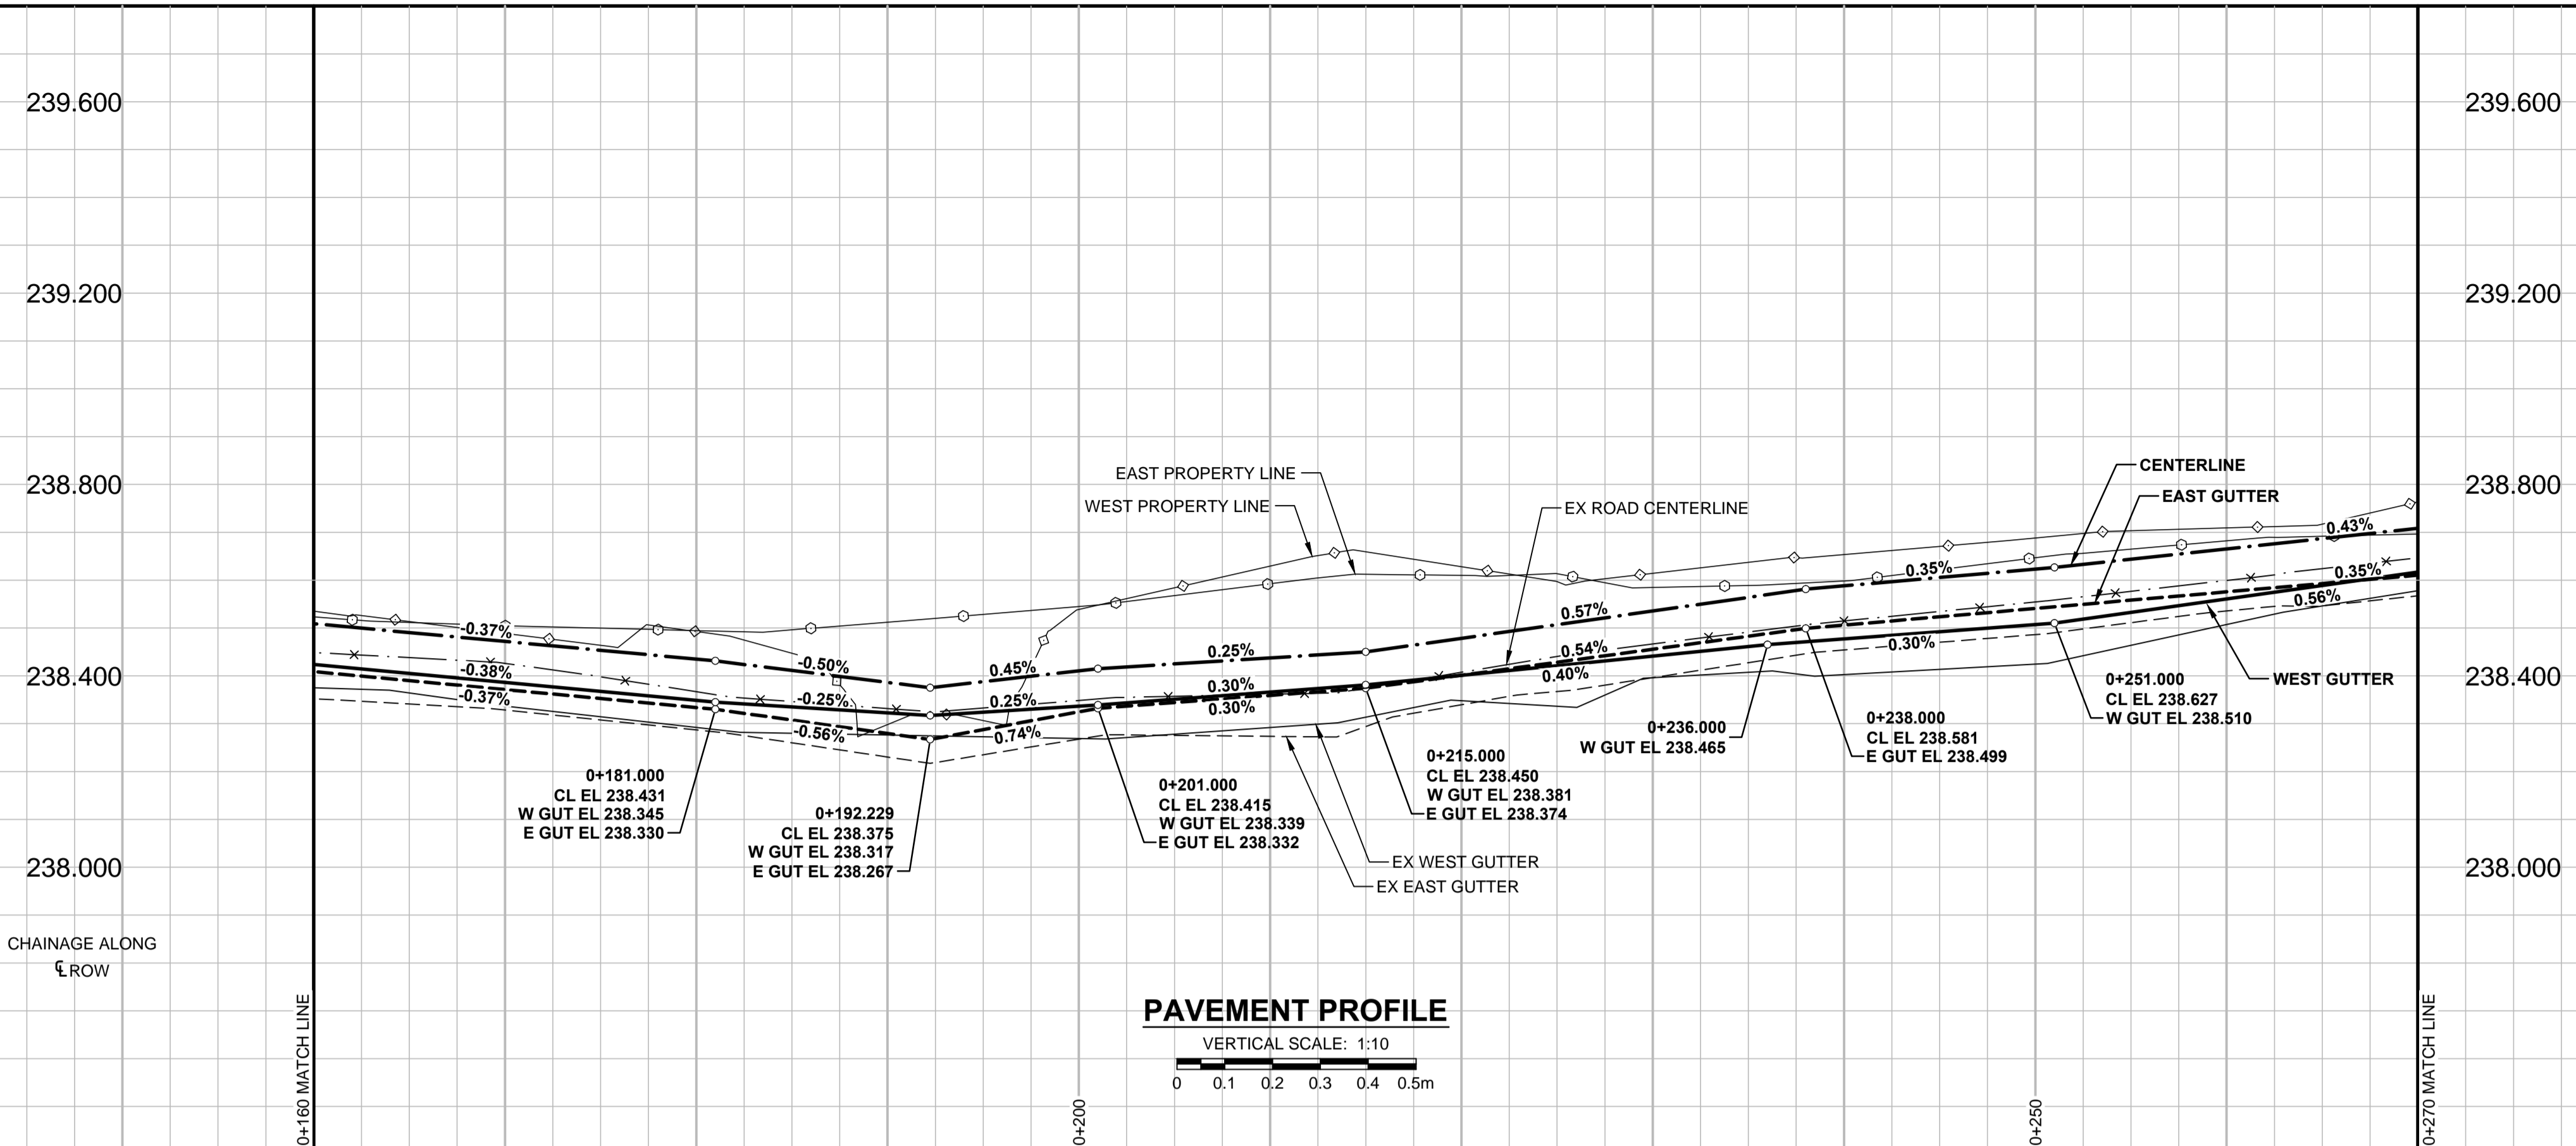 239.600
239.600
239.200
239.200
238.800
238.800
238.400
238.400
238.000
238.000
CHAINAGE ALONG
℄ ROW
0+160 MATCH LINE
0+270 MATCH LINE
0+200
0+250
EAST PROPERTY LINE
WEST PROPERTY LINE
EX ROAD CENTERLINE
CENTERLINE
EAST GUTTER
WEST GUTTER
EX WEST GUTTER
EX EAST GUTTER
-0.37%
-0.50%
0.45%
0.25%
0.57%
0.35%
0.43%
-0.38%
-0.25%
0.25%
0.30%
0.54%
0.35%
-0.37%
-0.56%
0.74%
0.30%
0.40%
0.30%
0.56%
0+181.000
CL EL 238.431
W GUT EL 238.345
E GUT EL 238.330
0+192.229
CL EL 238.375
W GUT EL 238.317
E GUT EL 238.267
0+201.000
CL EL 238.415
W GUT EL 238.339
E GUT EL 238.332
0+215.000
CL EL 238.450
W GUT EL 238.381
E GUT EL 238.374
0+236.000
W GUT EL 238.465
0+238.000
CL EL 238.581
E GUT EL 238.499
0+251.000
CL EL 238.627
W GUT EL 238.510
PAVEMENT PROFILE
VERTICAL SCALE: 1:10
0 0.1 0.2 0.3 0.4 0.5m